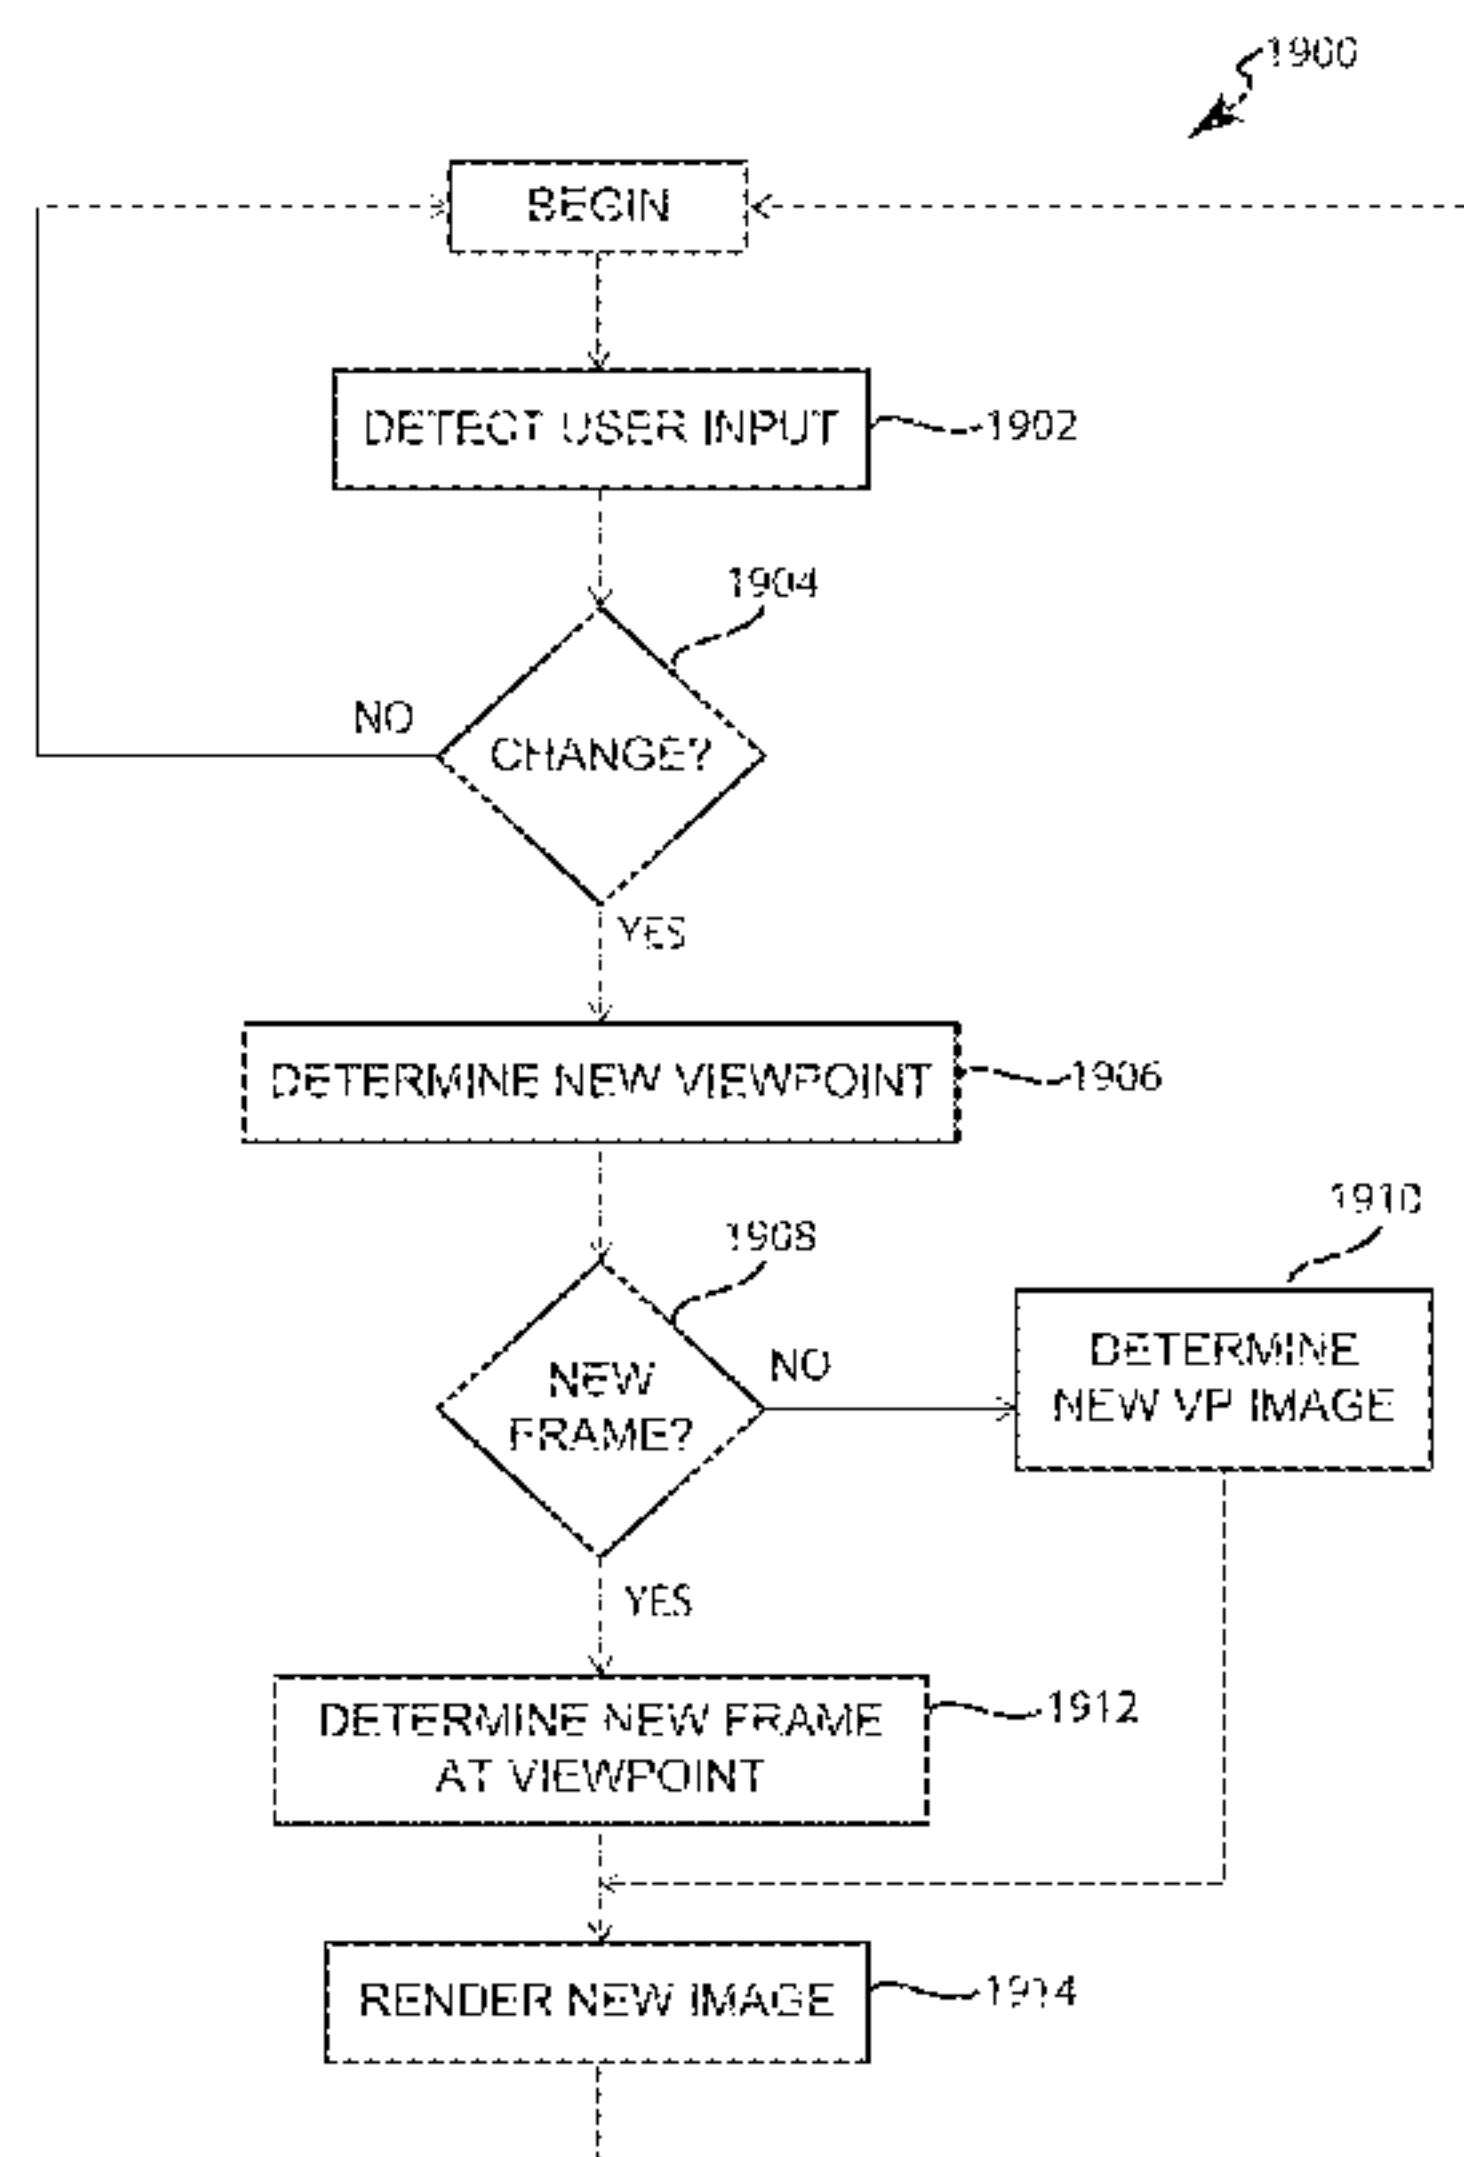 1900
BEGIN
DETECT USER INPUT
1902
1904
NO
CHANGE?
YES
DETERMINE NEW VIEWPOINT
1906
1908
1910
NEW
FRAME?
NO
DETERMINE
NEW VP IMAGE
YES
DETERMINE NEW FRAME
AT VIEWPOINT
1912
RENDER NEW IMAGE
1914